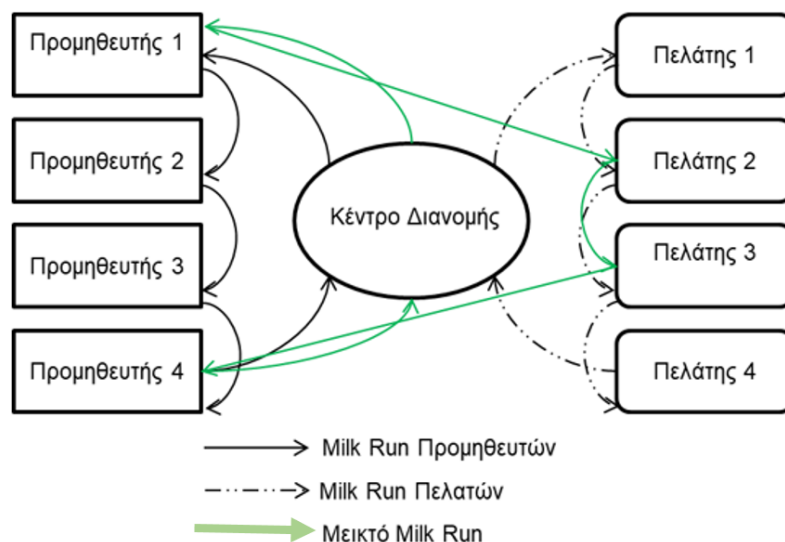 Προμηθευτής 1
Προμηθευτής 2
Προμηθευτής 3
Προμηθευτής 4
Κέντρο Διανομής
Πελάτης 1
Πελάτης 2
Πελάτης 3
Πελάτης 4
Milk Run Προμηθευτών
Milk Run Πελατών
Μεικτό Milk Run